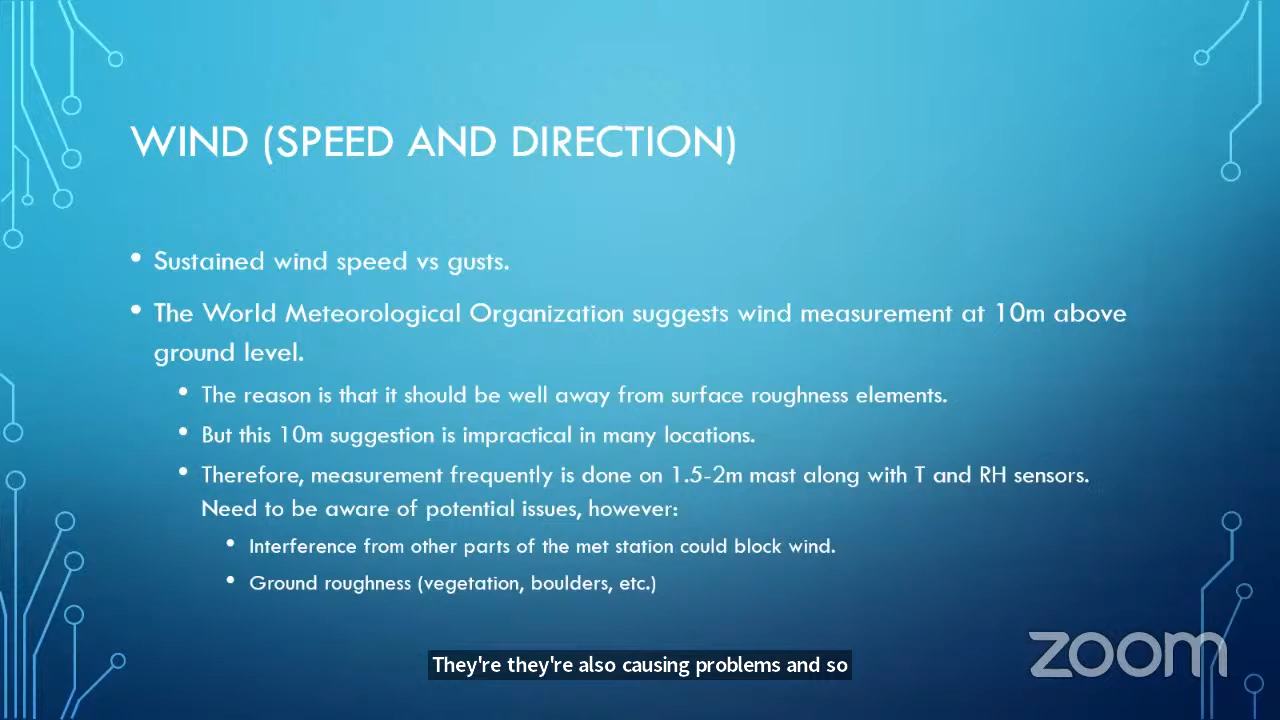 WIND (SPEED AND DIRECTION)
• Sustained wind speed vs gusts.
• The World Meteorological Organization suggests wind measurement at 10m above
ground level.
• The reason is that it should be well away from surface roughness elements.
• But this 10m suggestion is impractical in many locations.
• Therefore, measurement frequently is done on 1.5-2m mast along with T and RH sensors.
Need to be aware of potential issues, however:
• Interference from other parts of the met station could block wind.
• Ground roughness (vegetation, boulders, etc.)
They're they're also causing problems and so
zoom